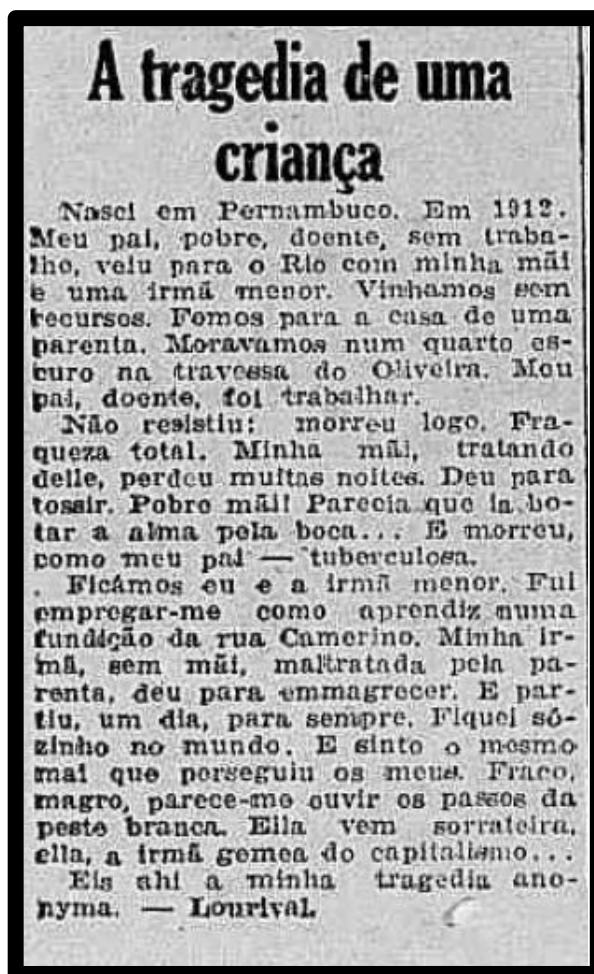 A tragedia de uma
criança
Nasci em Pernambuco. Em 1912.
Meu pai, pobre, doente, sem traba-
lho, veiu para o Rio com minha mãi
e uma irmã menor. Vinhamos sem
recursos. Fomos para a casa de uma
parenta. Moravamos num quarto es-
curo na travessa do Oliveira. Meu
pai, doente, foi trabalhar.
Não resistiu: morreu logo. Fra-
queza total. Minha mãi, tratando
delle, perdeu muitas noites. Deu para
tossir. Pobre mãi! Parecia que ia bo-
tar a alma pela boca... E morreu,
como meu pai — tuberculosa.
Ficámos eu e a irmã menor. Fui
empregar-me como aprendiz numa
fundição da rua Camerino. Minha ir-
mã, sem mãi, maltratada pela pa-
renta, deu para emmagrecer. E par-
tiu, um dia, para sempre. Fiquei só-
zinho no mundo. E sinto o mesmo
mal que perseguiu os meus. Fraco,
magro, parece-me ouvir os passos da
peste branca. Ella vem sorrateira,
ella, a irmã gemea do capitalismo...
Eis ahi a minha tragedia ano-
nyma. — Lourival.